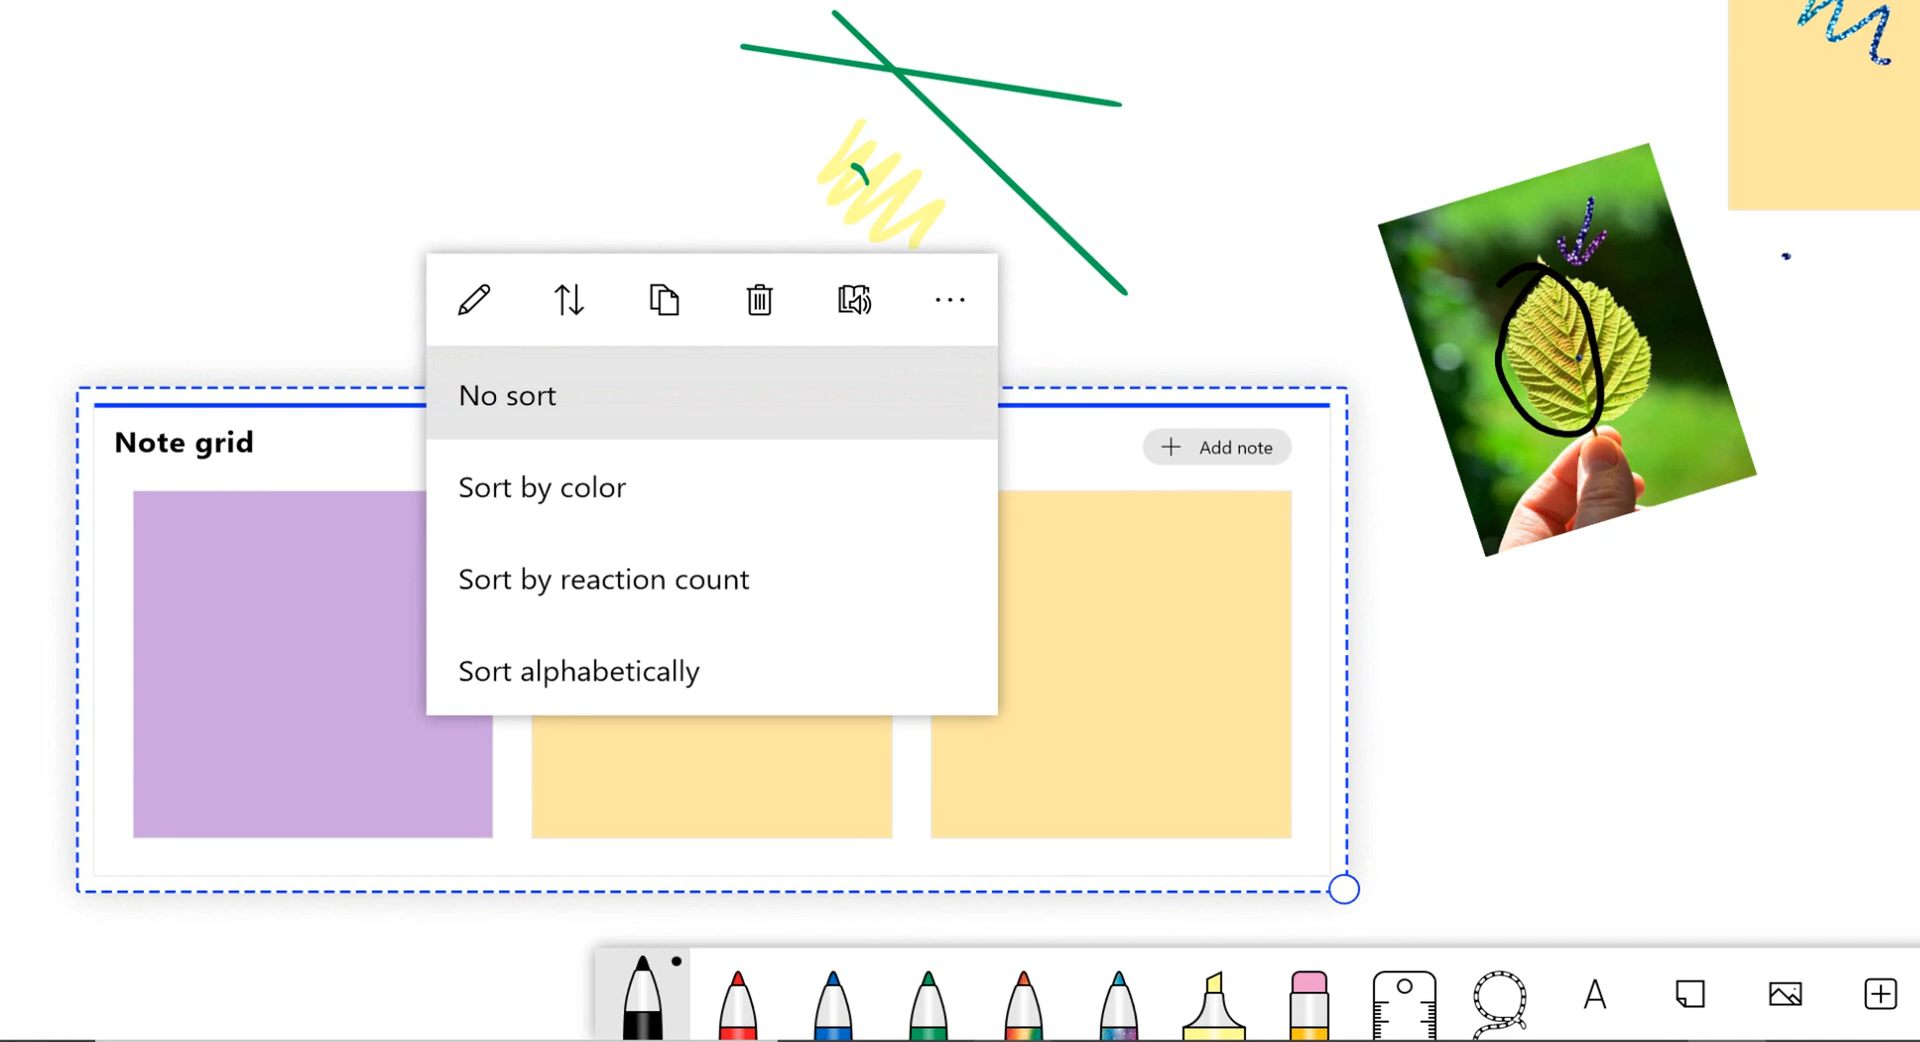 No sort
Note grid
Add note
Sort by color
Sort by reaction count
Sort alphabetically